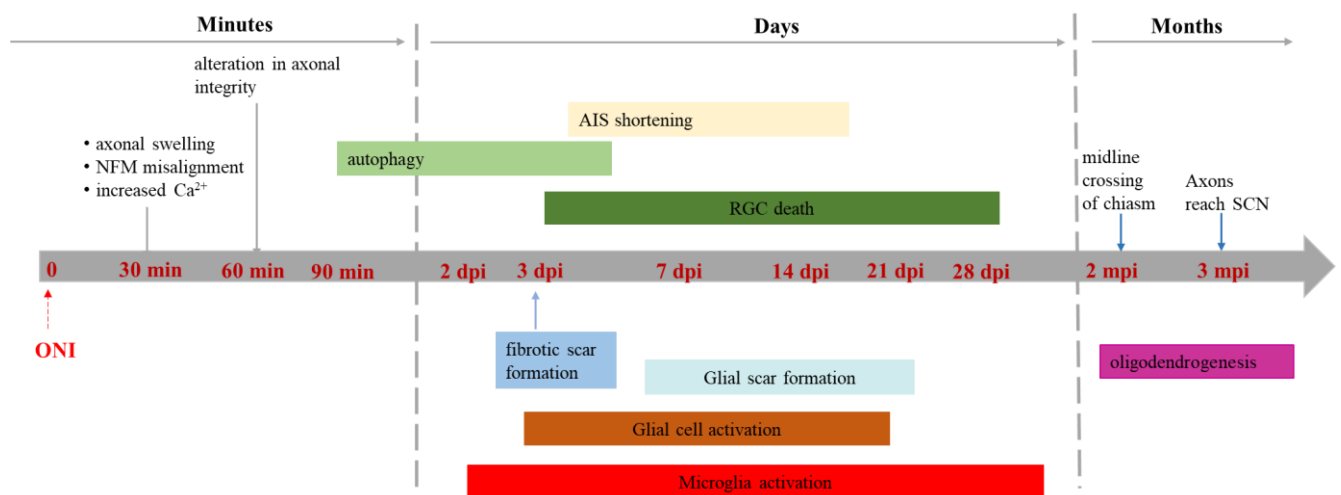 Minutes
Days
Months
alteration in axonal
integrity
• axonal swelling
• NFM misalignment
• increased Ca²⁺
AIS shortening
autophagy
RGC death
midline
crossing
of chiasm
Axons
reach SCN
0 30 min 60 min 90 min 2 dpi 3 dpi 7 dpi 14 dpi 21 dpi 28 dpi 2 mpi 3 mpi
ONI
fibrotic scar
formation
Glial scar formation
oligodendrogenesis
Glial cell activation
Microglia activation